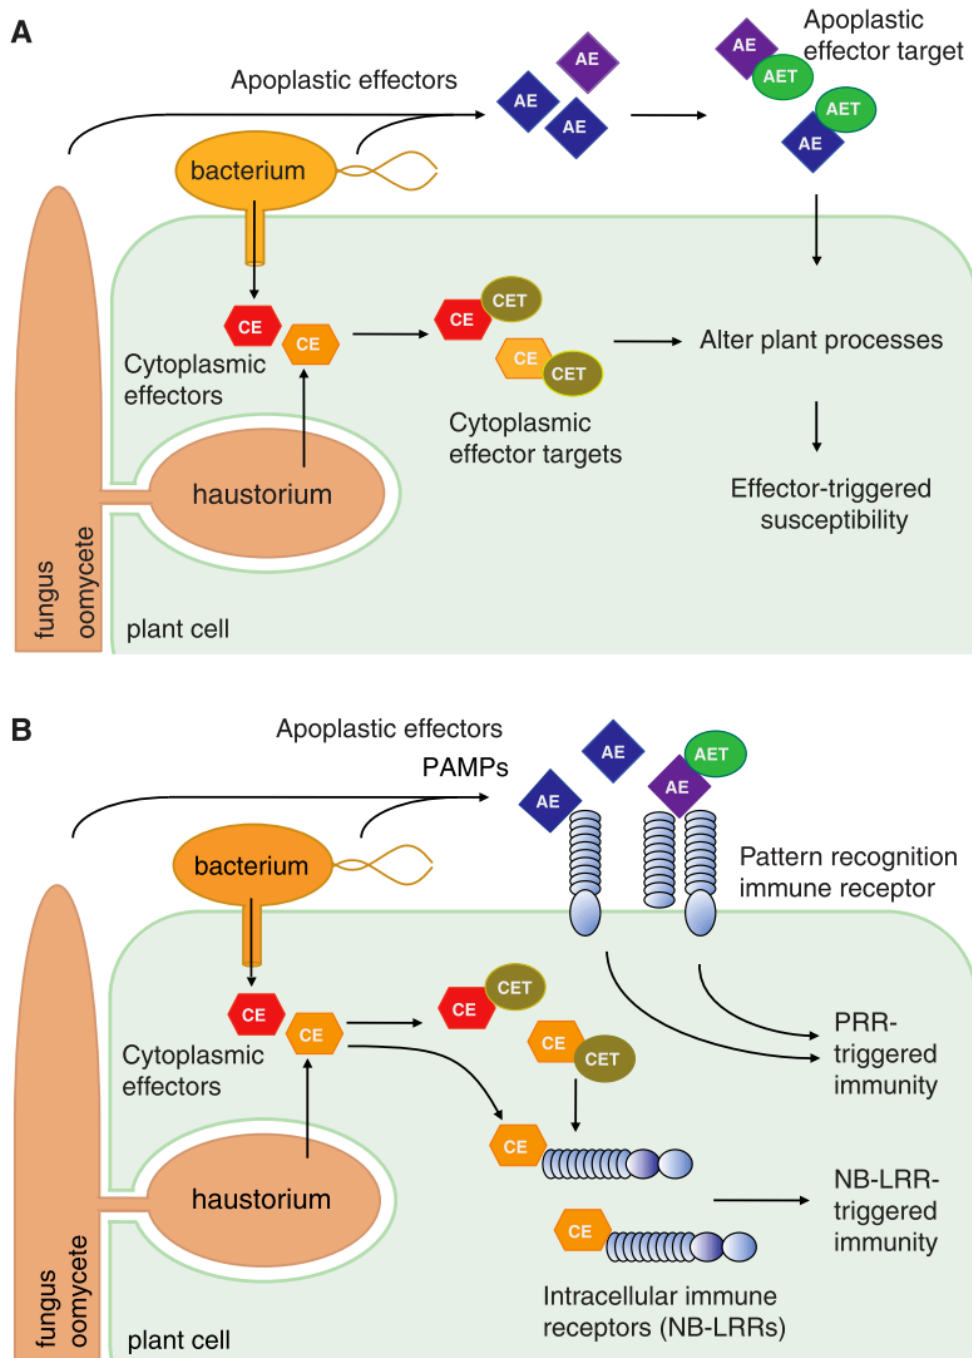 A
Apoplastic
effector target
Apoplastic effectors
AE
AE
AE
AE
AET
AET
AE
bacterium
CE
CE
CET
CE
CE
CET
Cytoplasmic
effectors
Alter plant processes
Cytoplasmic
effector targets
haustorium
Effector-triggered
susceptibility
fungus
oomycete
plant cell
B
Apoplastic effectors
PAMPs
AE
AE
AET
AE
bacterium
Pattern recognition
immune receptor
CET
CE
CE
CE
CE
CET
Cytoplasmic
effectors
PRR-
triggered
immunity
CE
haustorium
NB-LRR-
triggered
immunity
CE
Intracellular immune
receptors (NB-LRRs)
fungus
oomycete
plant cell